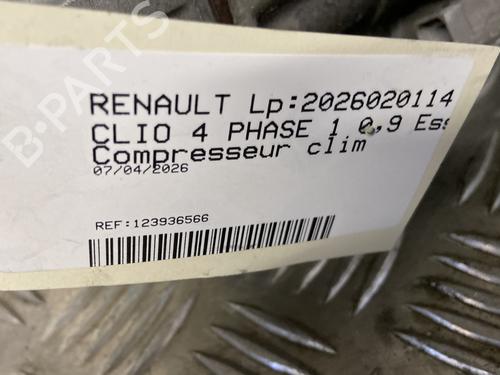 B-PARTS
RENAULT Lp:2026020114
CLIO 4 PHASE 1 0,9 Ess
Compresseur clim
07/04/2026
REF:123936566